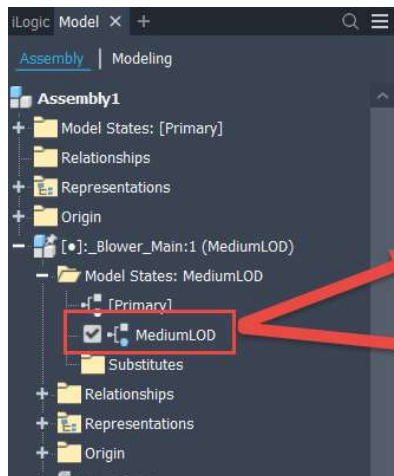 iLogic Model × +
Assembly | Modeling
Assembly1
Model States: [Primary]
Relationships
Representations
Origin
[•]:_Blower_Main:1 (MediumLOD)
Model States: MediumLOD
[Primary]
MediumLOD
Substitutes
Relationships
Representations
Origin